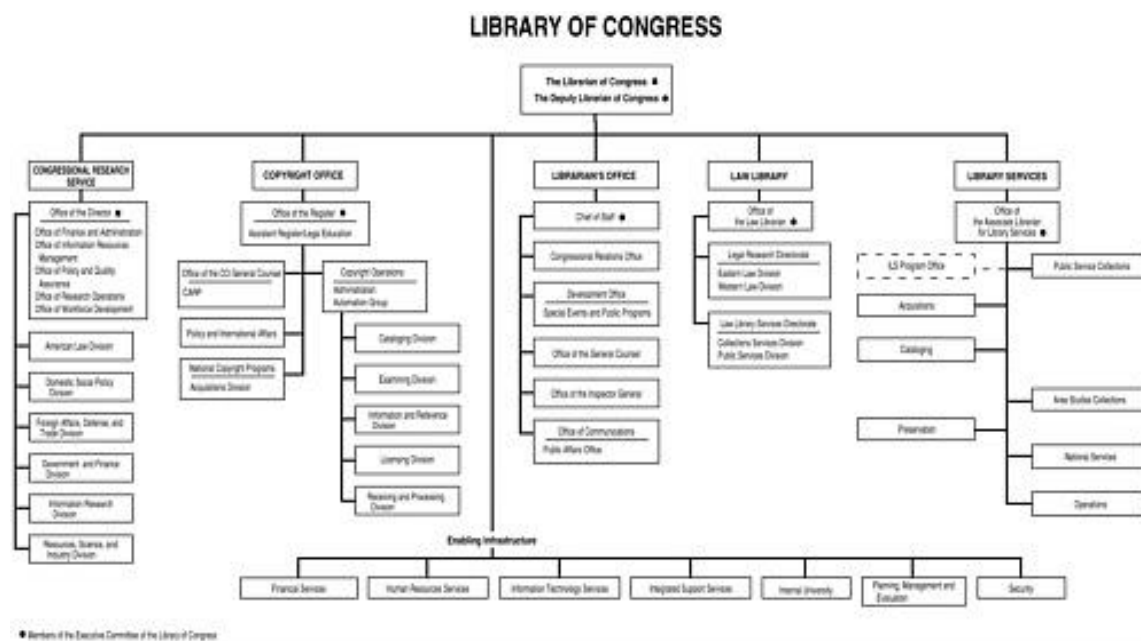 LIBRARY OF CONGRESS
The Librarian of Congress
The Deputy Librarian of Congress
CONGRESSIONAL RESEARCH
SERVICE
Office of the Director
Office of Finance and Administration
Office of Information Resources
Management
Office of Policy and Quality
Assurance
Office of Research Operations
Office of Workforce Development
American Law Division
Domestic Social Policy
Division
Foreign Affairs, Defense, and
Trade Division
Government and Finance
Division
Information Research
Division
Resources, Science, and
Industry Division
COPYRIGHT OFFICE
Office of the Register
Assistant Register/Legal Education
Office of the CO General Counsel
CARP
Policy and International Affairs
National Copyright Programs
Acquisitions Division
Copyright Operations
Administration
Automation Group
Cataloging Division
Examining Division
Information and Reference
Division
Licensing Division
Receiving and Processing
Division
LIBRARIAN'S OFFICE
Chief of Staff
Congressional Relations Office
Development Office
Special Events and Public Programs
Office of the General Counsel
Office of the Inspector General
Office of Communications
Public Affairs Office
LAW LIBRARY
Office of
the Law Librarian
Legal Research Directorate
Eastern Law Division
Western Law Division
Law Library Services Directorate
Collections Services Division
Public Services Division
LIBRARY SERVICES
Office of
the Associate Librarian
for Library Services
ILS Program Office
Public Service Collections
Acquisitions
Cataloging
Area Studies Collections
Preservation
National Services
Operations
Enabling Infrastructure
Financial Services
Human Resources Services
Information Technology Services
Integrated Support Services
Internal University
Planning, Management and
Evaluation
Security
Members of the Executive Committee of the Library of Congress